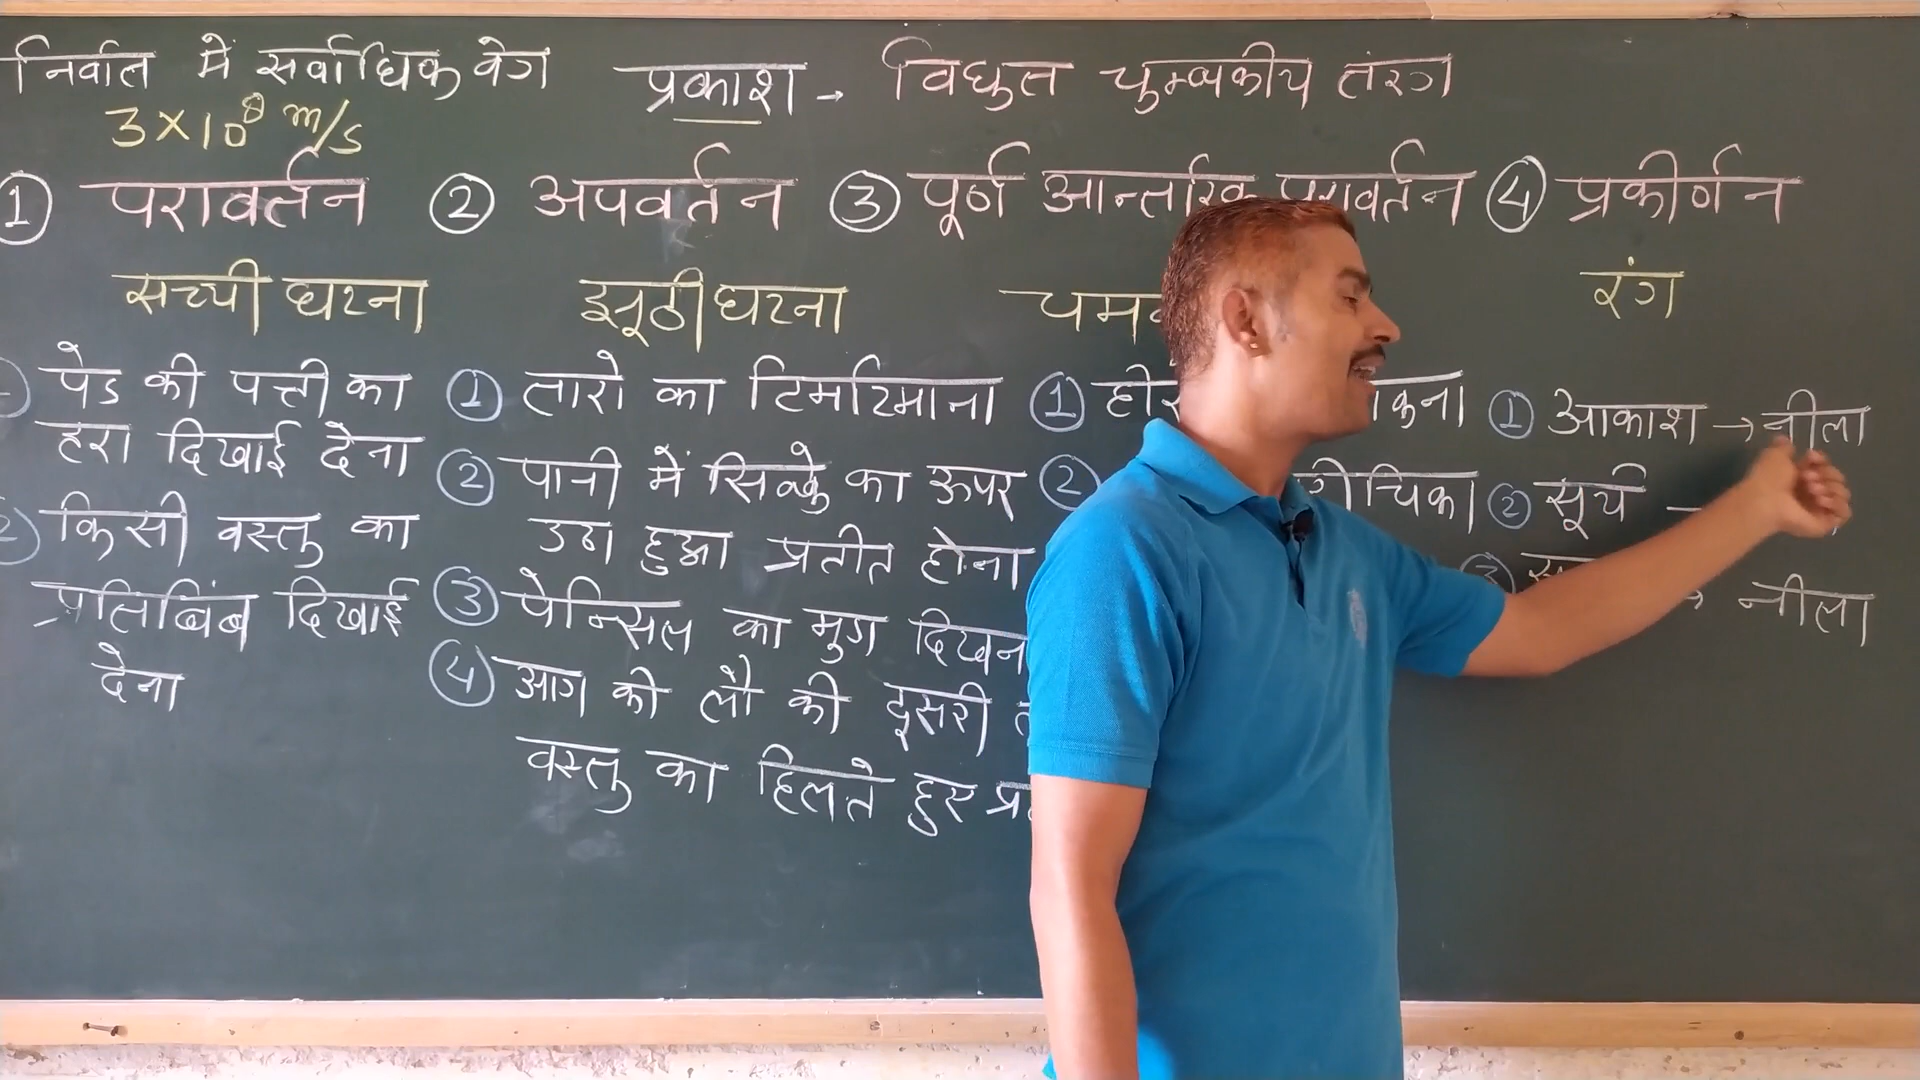 निर्वात में सर्वाधिक वेग
3×10⁸ m/s
प्रकाश → विधुत चुम्बकीय तंरग
① परावर्तन ② अपवर्तन ③ पूर्ण आन्तरिक परावर्तन ④ प्रकीर्णन
सच्ची घटना
झूठी घटना
रंग
पेड की पत्ती का
हरा दिखाई देना
किसी वस्तु का
प्रतिबिंब दिखाई
देना
① तारो का टिमटिमाना
② पानी में सिक्के का ऊपर
उठा हुआ प्रतीत होना
③ पेन्सिल का मुडा
④ आग की लौ की दूसरी
वस्तु का हिलते हुए
①
②
① आकाश → नीला
② सूर्य
③
नीला